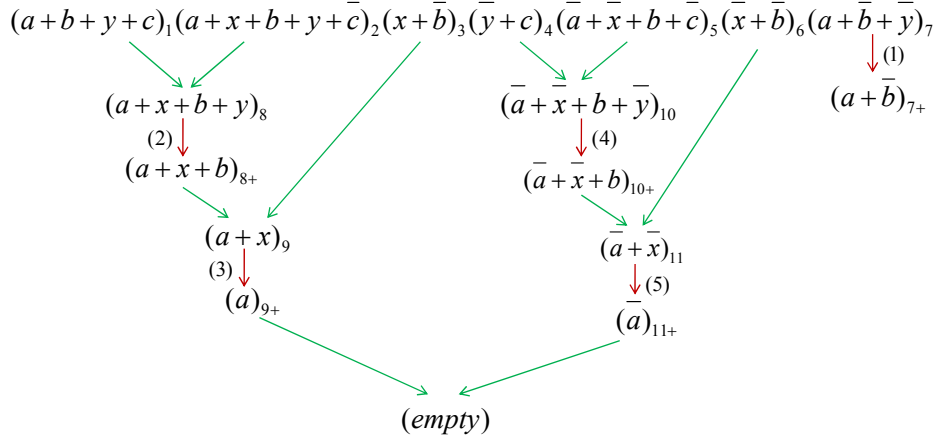 (a + b + y + c)₁(a + x + b + y + c̅)₂(x + b̅)₃(y̅ + c)₄(a̅ + x̅ + b + c̅)₅(x̅ + b̅)₆(a + b̅ + y̅)₇
(1)
(a + x + b + y)₈ (a̅ + x̅ + b + y̅)₁₀ (a + b̅)₇₊
(2) (4)
(a + x + b)₈₊ (a̅ + x̅ + b)₁₀₊
(a + x)₉ (a̅ + x̅)₁₁
(3) (5)
(a)₉₊ (a̅)₁₁₊
(empty)